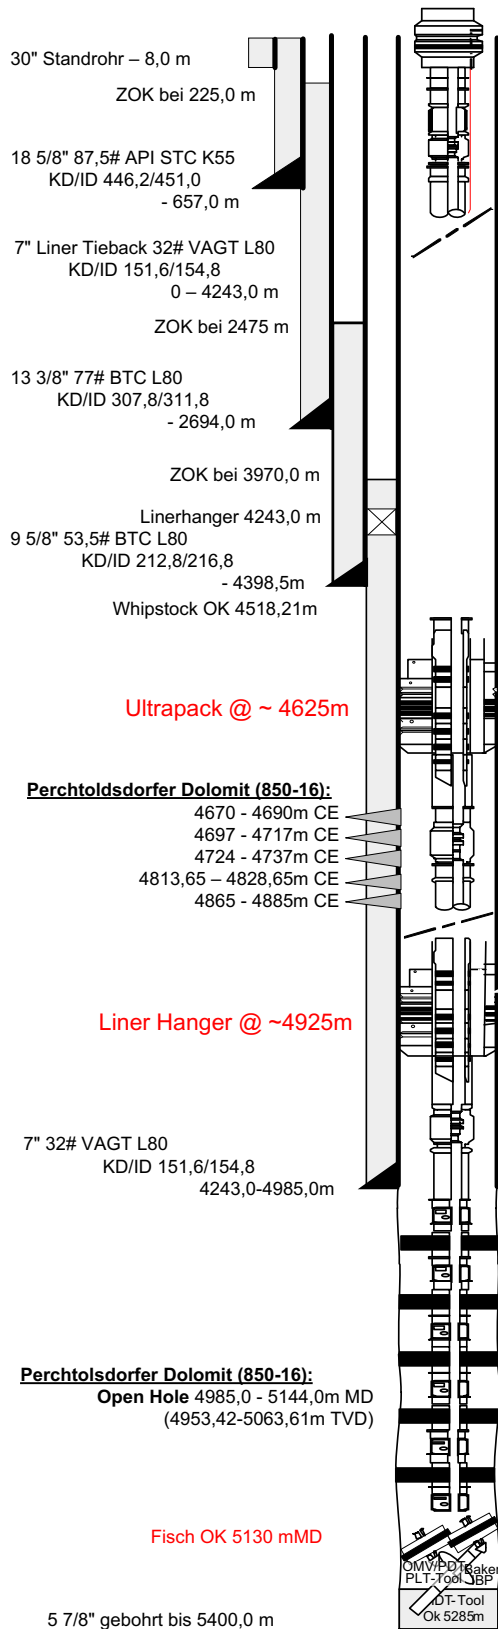 30" Standrohr – 8,0 m
ZOK bei 225,0 m
18 5/8" 87,5# API STC K55
KD/ID 446,2/451,0
- 657,0 m
7" Liner Tieback 32# VAGT L80
KD/ID 151,6/154,8
0 – 4243,0 m
ZOK bei 2475 m
13 3/8" 77# BTC L80
KD/ID 307,8/311,8
- 2694,0 m
ZOK bei 3970,0 m
Linerhanger 4243,0 m
9 5/8" 53,5# BTC L80
KD/ID 212,8/216,8
- 4398,5m
Whipstock OK 4518,21m
Ultrapack @ ~ 4625m
Perchtoldsdorfer Dolomit (850-16):
4670 - 4690m CE
4697 - 4717m CE
4724 - 4737m CE
4813,65 – 4828,65m CE
4865 - 4885m CE
Liner Hanger @ ~4925m
7" 32# VAGT L80
KD/ID 151,6/154,8
4243,0-4985,0m
Perchtolsdorfer Dolomit (850-16):
Open Hole 4985,0 - 5144,0m MD
(4953,42-5063,61m TVD)
Fisch OK 5130 mMD
OMV/PDT
PLT-Tool
Baker
BP
DT-Tool
Ok 5285m
5 7/8" gebohrt bis 5400,0 m